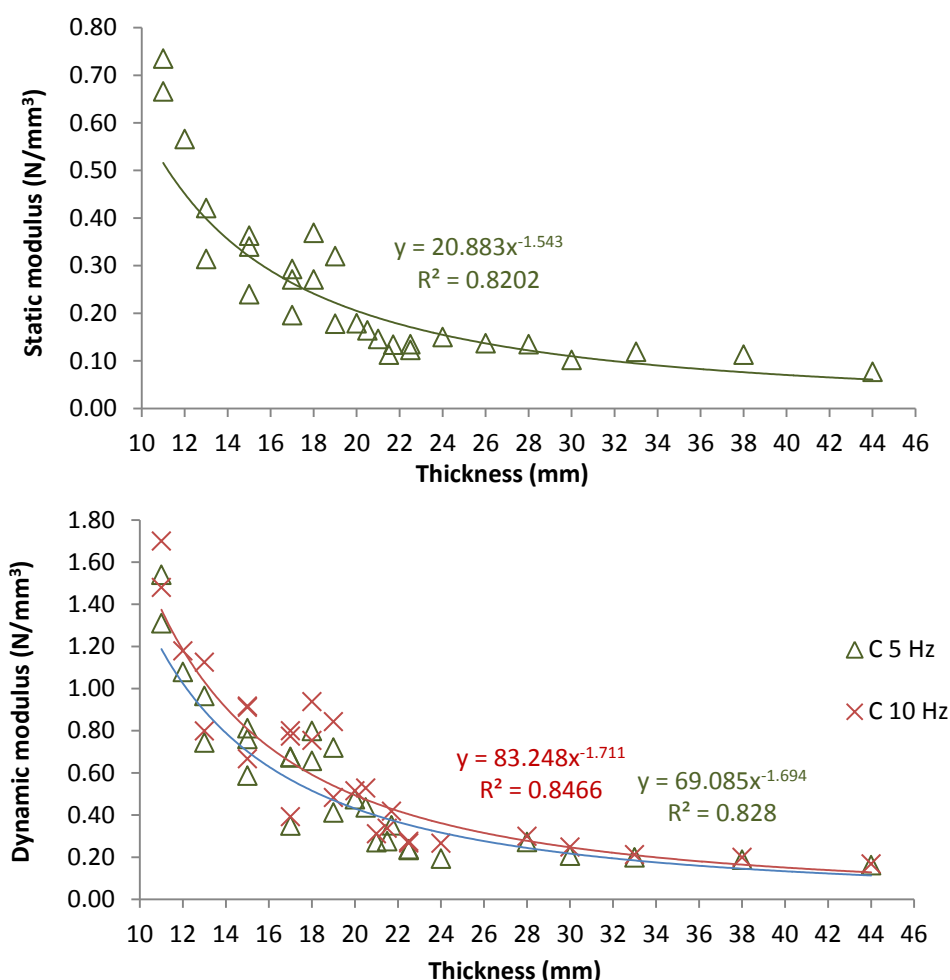 0.80
0.70
0.60
0.50
0.40
0.30
0.20
0.10
0.00
Static modulus (N/mm³)
y = 20.883x^-1.543
R² = 0.8202
10 12 14 16 18 20 22 24 26 28 30 32 34 36 38 40 42 44 46
Thickness (mm)
1.80
1.60
1.40
1.20
1.00
0.80
0.60
0.40
0.20
0.00
Dynamic modulus (N/mm³)
C 5 Hz
C 10 Hz
y = 83.248x^-1.711
R² = 0.8466
y = 69.085x^-1.694
R² = 0.828
10 12 14 16 18 20 22 24 26 28 30 32 34 36 38 40 42 44 46
Thickness (mm)